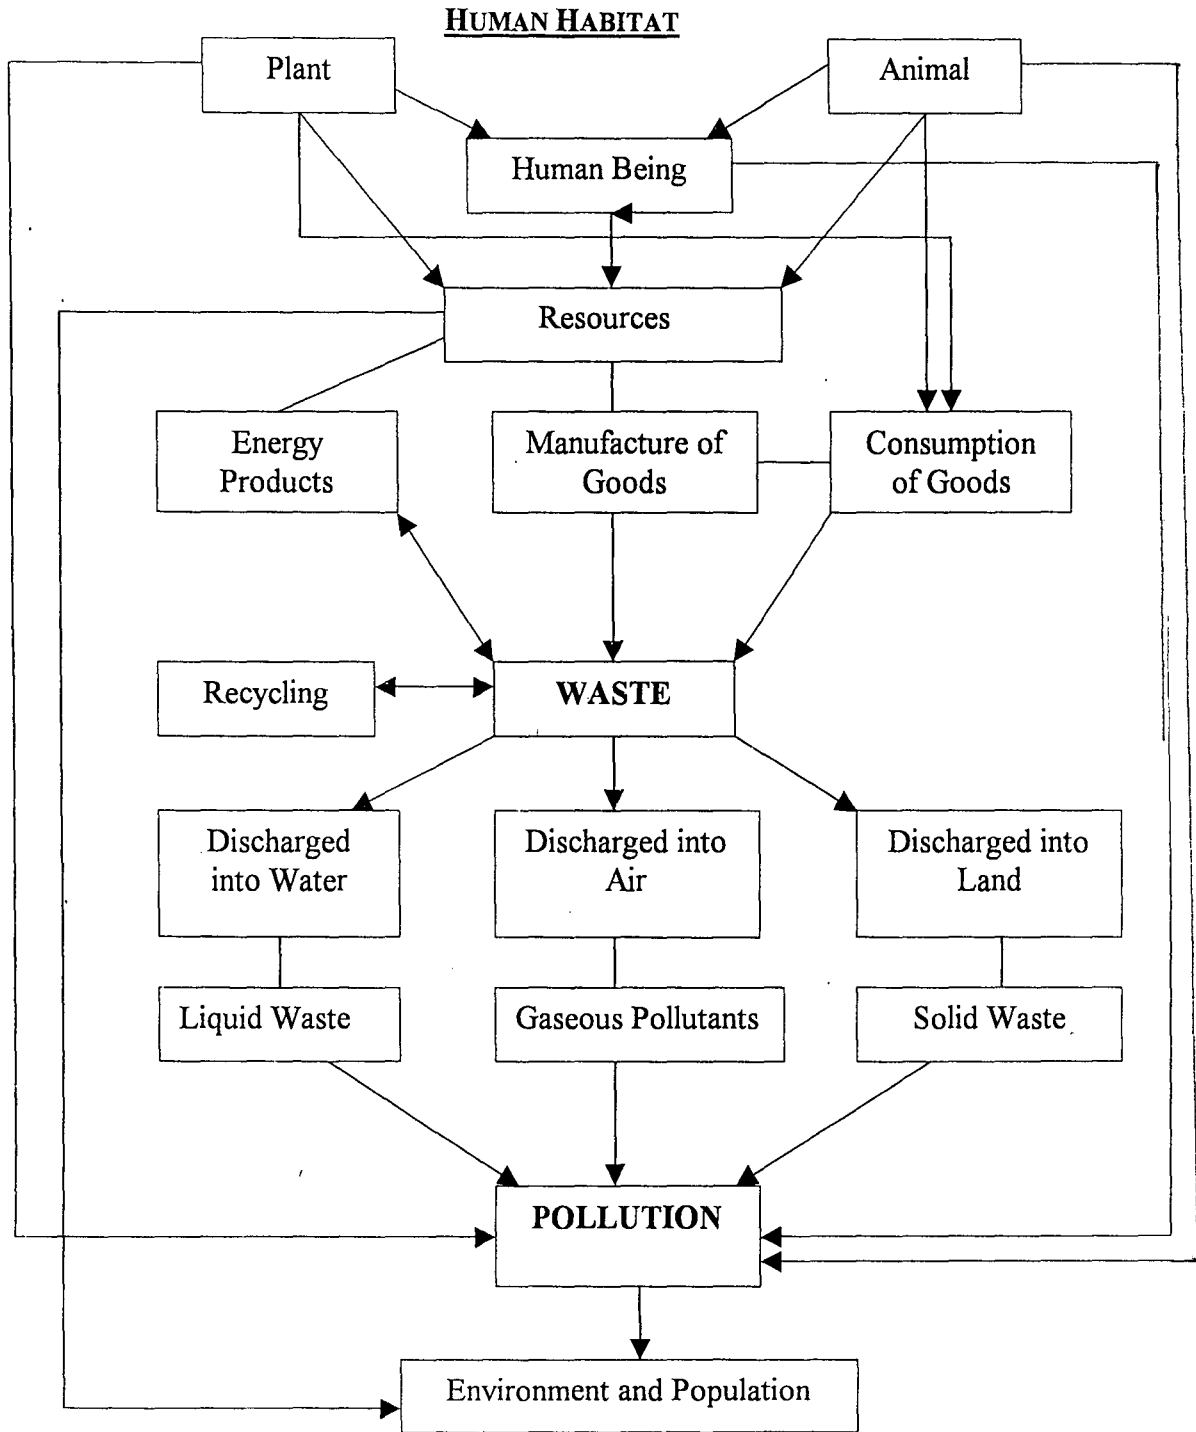 HUMAN HABITAT
Plant
Animal
Human Being
Resources
Energy
Products
Manufacture of
Goods
Consumption
of Goods
Recycling
WASTE
Discharged
into Water
Discharged into
Air
Discharged into
Land
Liquid Waste
Gaseous Pollutants
Solid Waste
POLLUTION
Environment and Population